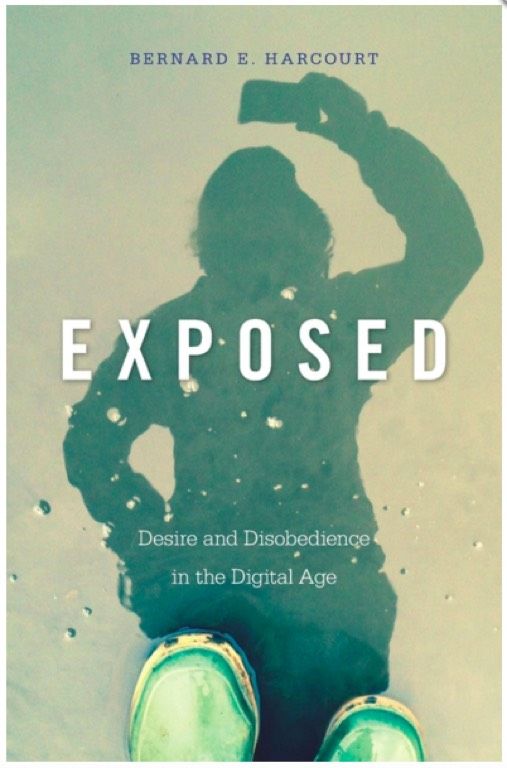 BERNARD E. HARCOURT
EXPOSED
Desire and Disobedience
in the Digital Age